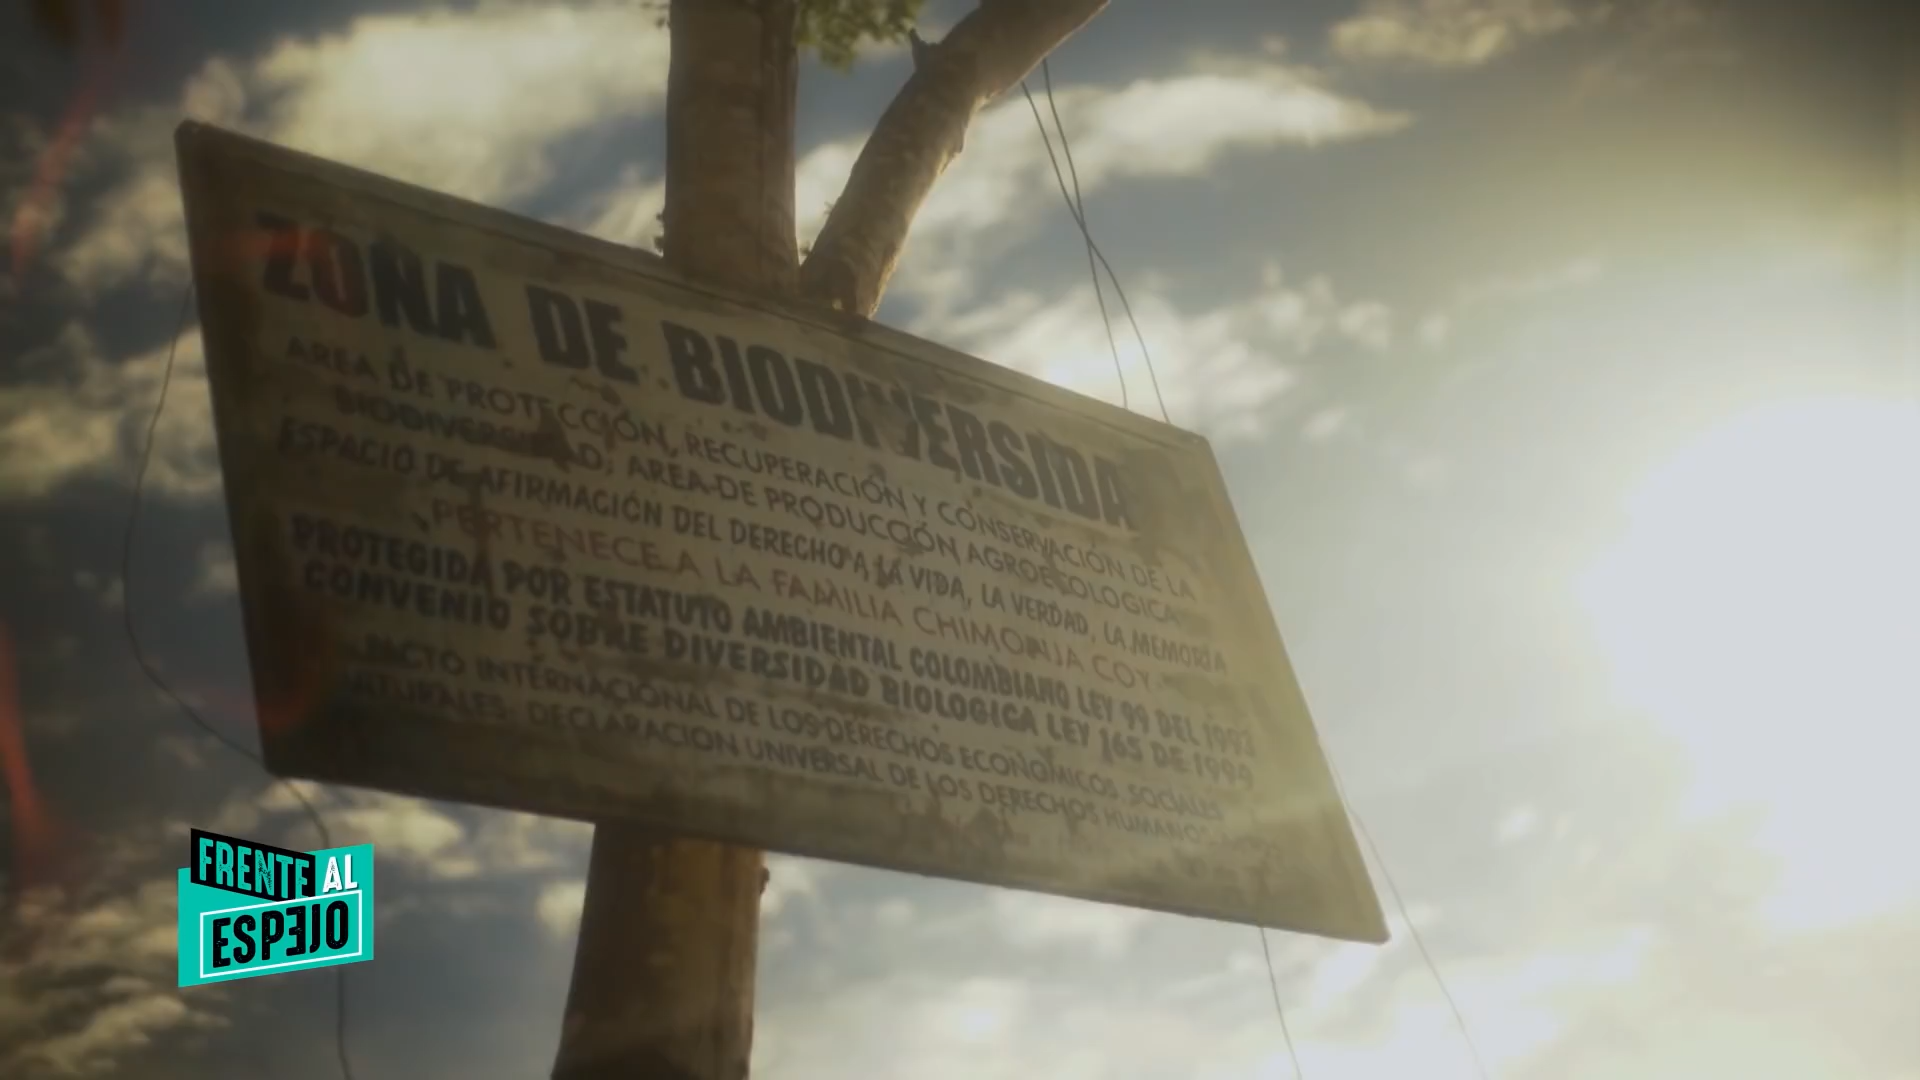 ZONA DE BIODIVERSIDA
AREA DE PROTECCIÓN, RECUPERACIÓN Y CONSERVACIÓN DE LA
BIODIVERSIDAD; AREA DE PRODUCCIÓN AGROECOLOGICA
ESPACIO DE AFIRMACIÓN DEL DERECHO A LA VIDA, LA VERDAD, LA MEMORIA
PERTENECE A LA FAMILIA CHIMONJA COY
PROTEGIDA POR ESTATUTO AMBIENTAL COLOMBIANO LEY 99 DEL 1993
CONVENIO SOBRE DIVERSIDAD BIOLOGICA LEY 165 DE 1994
PACTO INTERNACIONAL DE LOS DERECHOS ECONOMICOS SOCIALES
DECLARACION UNIVERSAL DE LOS DERECHOS HUMANOS
FRENTE AL
ESPEJO